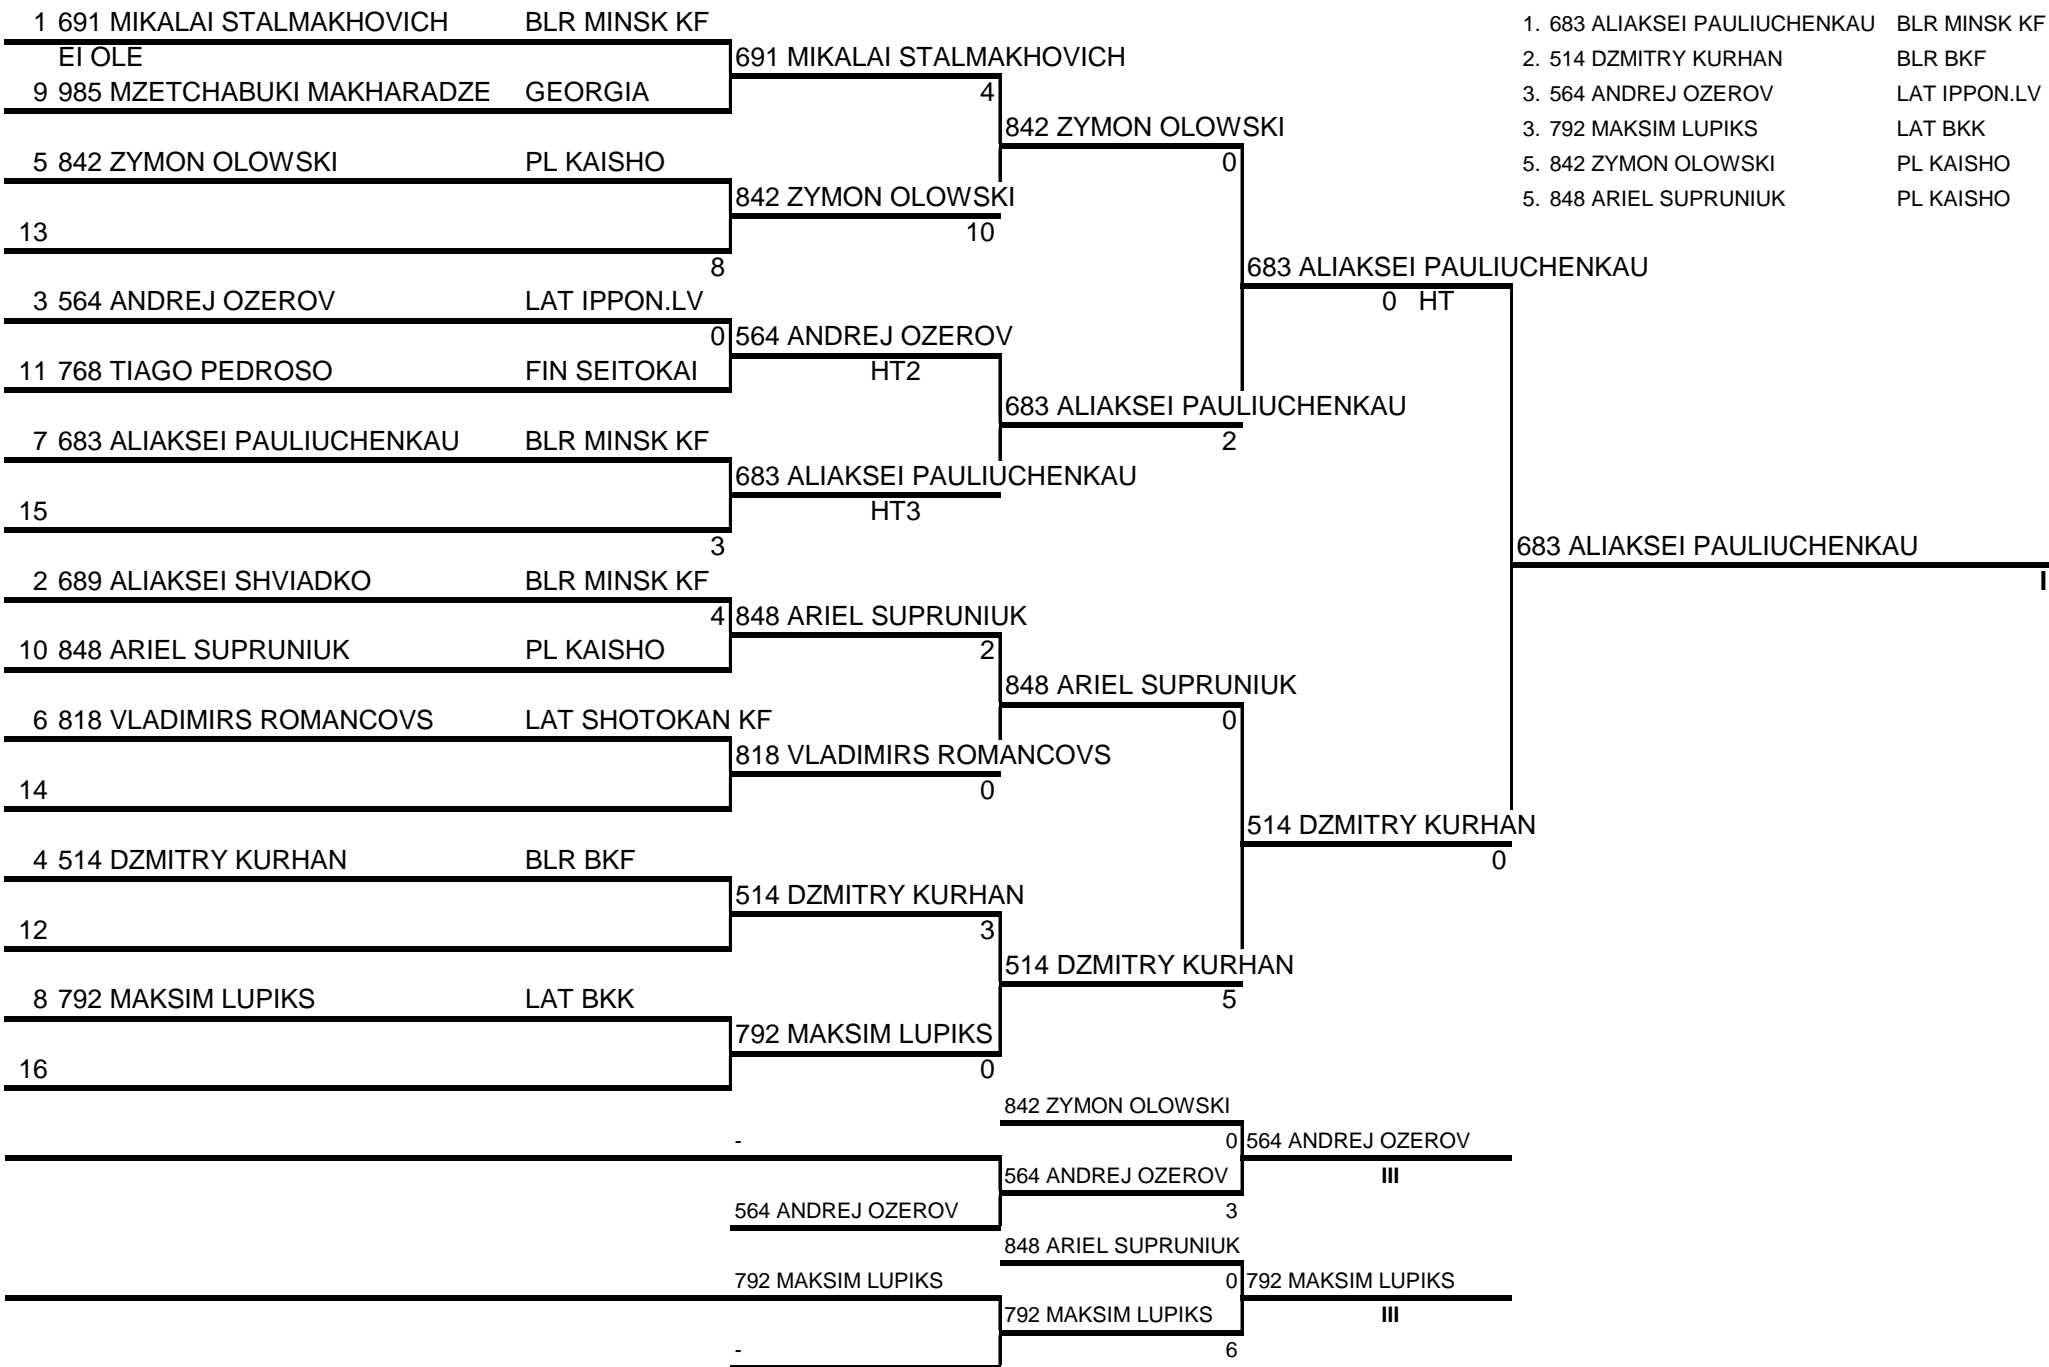 1 691 MIKALAI STALMAKHOVICH BLR MINSK KF 1. 683 ALIAKSEI PAULIUCHENKAU BLR MINSK KF
EI OLE 691 MIKALAI STALMAKHOVICH 2. 514 DZMITRY KURHAN BLR BKF
9 985 MZETCHABUKI MAKHARADZE GEORGIA 4 3. 564 ANDREJ OZEROV LAT IPPON.LV
842 ZYMON OLOWSKI 3. 792 MAKSIM LUPIKS LAT BKK
5 842 ZYMON OLOWSKI PL KAISHO 0 5. 842 ZYMON OLOWSKI PL KAISHO
842 ZYMON OLOWSKI 5. 848 ARIEL SUPRUNIUK PL KAISHO
13 10
8 683 ALIAKSEI PAULIUCHENKAU
3 564 ANDREJ OZEROV LAT IPPON.LV 0 HT
0 564 ANDREJ OZEROV
11 768 TIAGO PEDROSO FIN SEITOKAI HT2
683 ALIAKSEI PAULIUCHENKAU
7 683 ALIAKSEI PAULIUCHENKAU BLR MINSK KF 2
683 ALIAKSEI PAULIUCHENKAU
15 HT3
3 683 ALIAKSEI PAULIUCHENKAU
2 689 ALIAKSEI SHVIADKO BLR MINSK KF I
4 848 ARIEL SUPRUNIUK
10 848 ARIEL SUPRUNIUK PL KAISHO 2
848 ARIEL SUPRUNIUK
6 818 VLADIMIRS ROMANCOVS LAT SHOTOKAN KF 0
818 VLADIMIRS ROMANCOVS
14 0
514 DZMITRY KURHAN
4 514 DZMITRY KURHAN BLR BKF 0
514 DZMITRY KURHAN
12 3
514 DZMITRY KURHAN
8 792 MAKSIM LUPIKS LAT BKK 5
792 MAKSIM LUPIKS
16 0
842 ZYMON OLOWSKI
- 0 564 ANDREJ OZEROV
564 ANDREJ OZEROV III
564 ANDREJ OZEROV 3
848 ARIEL SUPRUNIUK
792 MAKSIM LUPIKS 0 792 MAKSIM LUPIKS
792 MAKSIM LUPIKS III
- 6